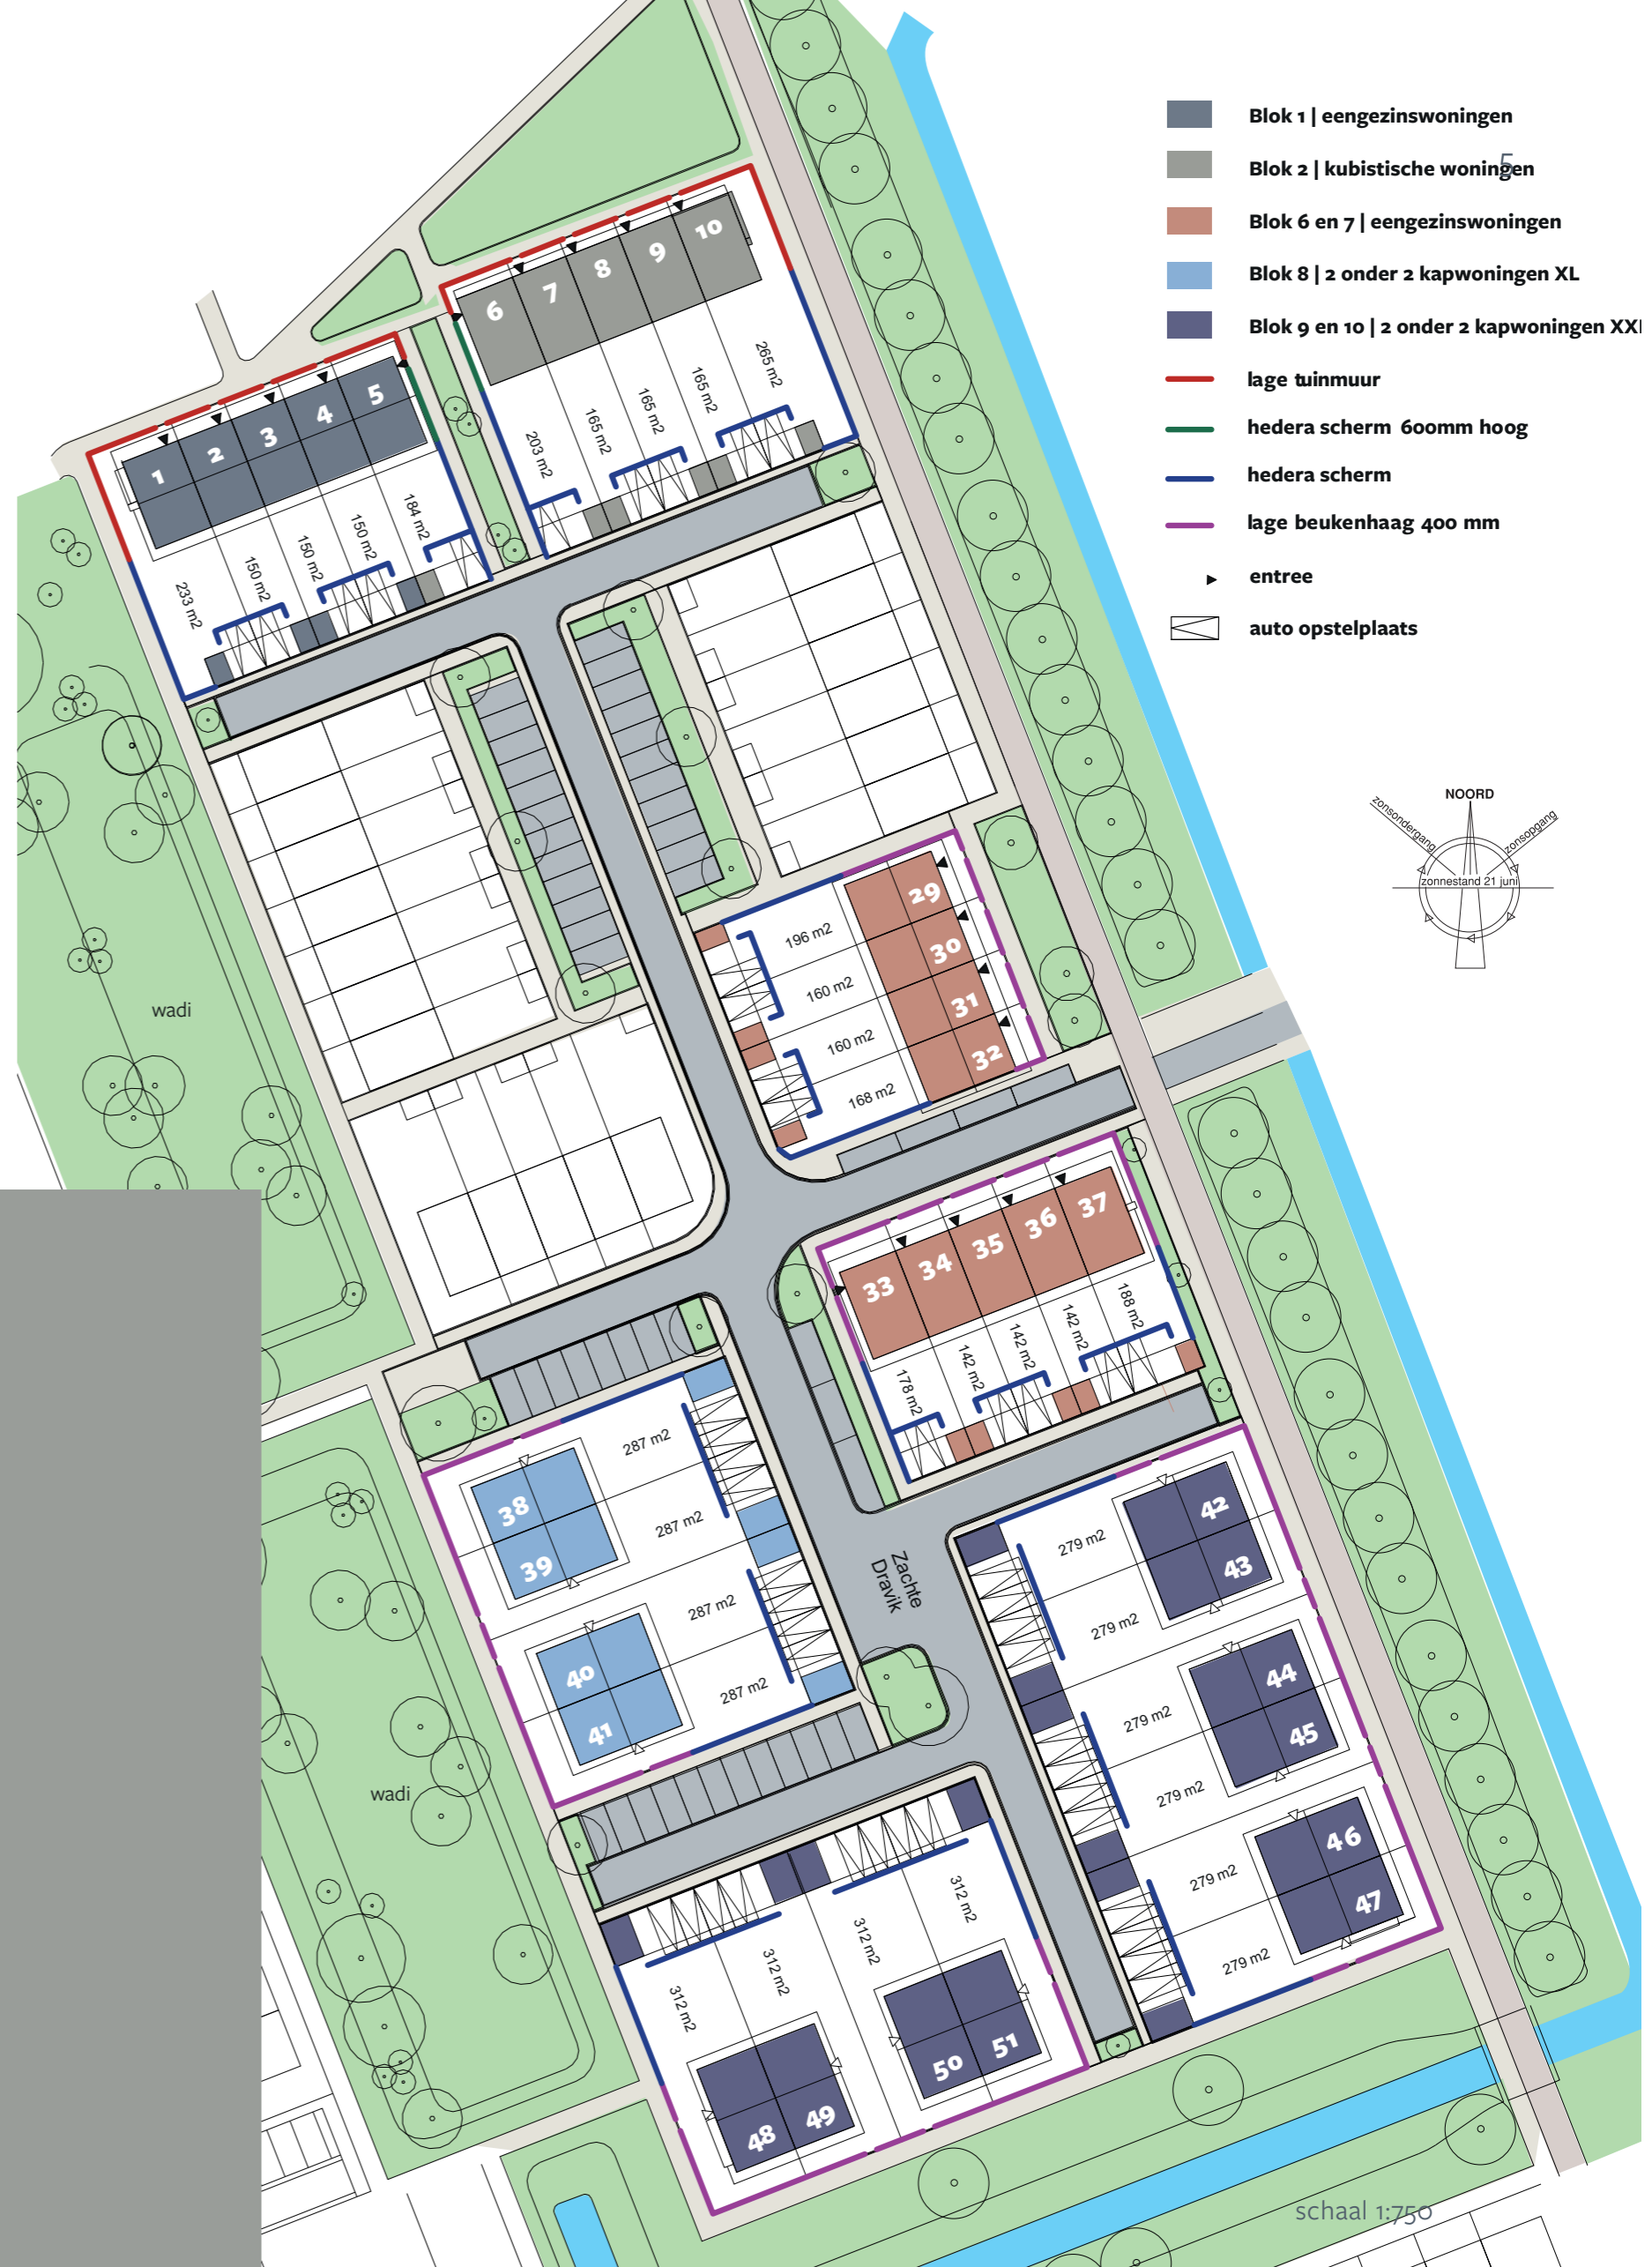 Blok 1 | eengezinswoningen
5
Blok 2 | kubistische woningen
Blok 6 en 7 | eengezinswoningen
Blok 8 | 2 onder 2 kapwoningen XL
Blok 9 en 10 | 2 onder 2 kapwoningen XX
lage tuinmuur
hedera scherm 600mm hoog
hedera scherm
lage beukenhaag 400 mm
entree
auto opstelplaats
NOORD
zonsondergang
zonsopgang
zonnestand 21 juni
6
7
8
9
10
203 m2
165 m2
165 m2
165 m2
265 m2
1
2
3
4
5
233 m2
150 m2
150 m2
150 m2
184 m2
29
30
31
32
196 m2
160 m2
160 m2
168 m2
wadi
33
34
35
36
37
178 m2
142 m2
142 m2
142 m2
188 m2
38
39
40
41
287 m2
287 m2
287 m2
287 m2
Zachte
Dravik
42
43
44
45
46
47
279 m2
279 m2
279 m2
279 m2
279 m2
279 m2
wadi
312 m2
312 m2
312 m2
312 m2
48
49
50
51
schaal 1:750